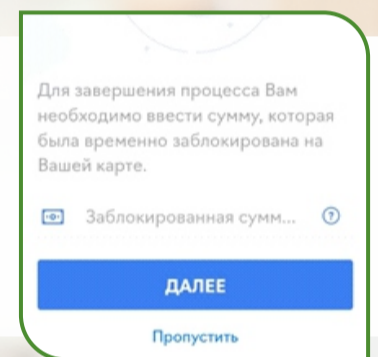 Для завершения процесса Вам
необходимо ввести сумму, которая
была временно заблокирована на
Вашей карте.
Заблокированная сумм...
ДАЛЕЕ
Пропустить